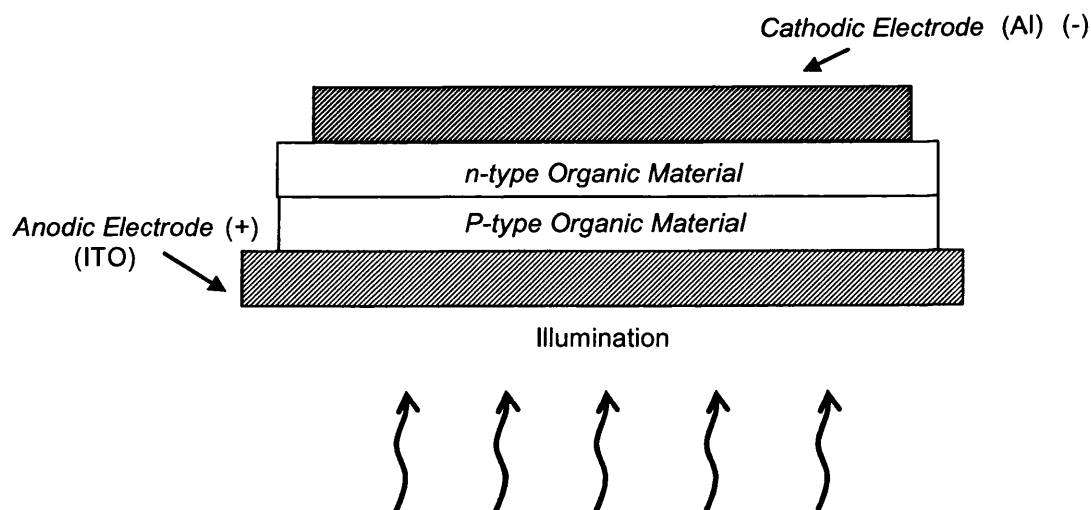 Cathodic Electrode (Al) (-)
n-type Organic Material
P-type Organic Material
Anodic Electrode (+)
(ITO)
Illumination